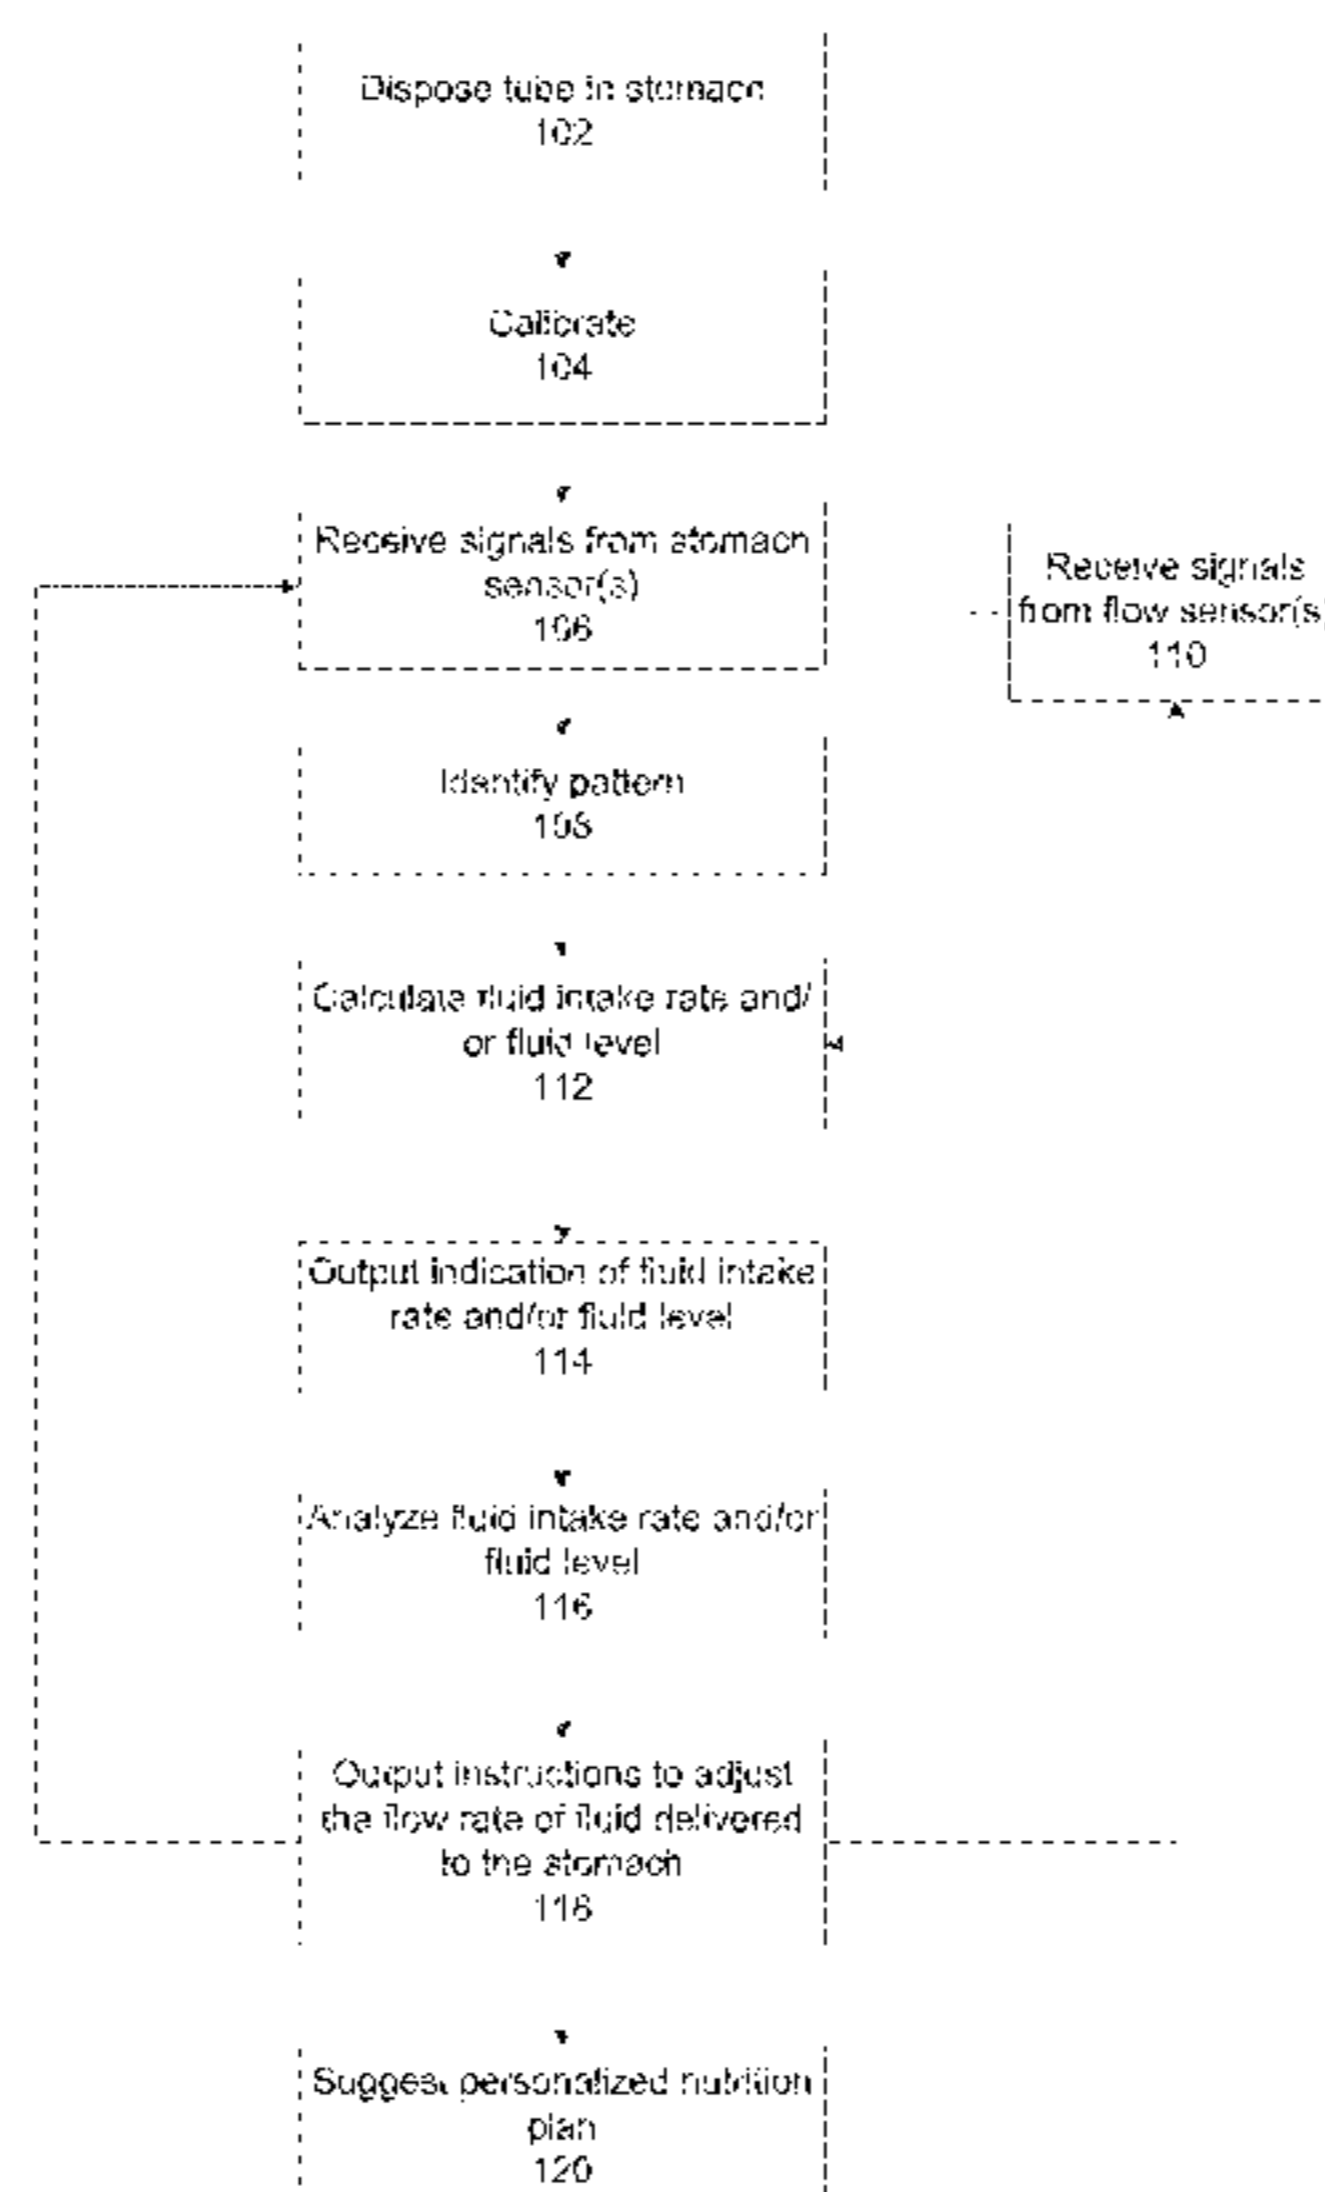 Dispose tube in stomach
102
Calibrate
104
Receive signals from stomach
sensor(s)
106
Receive signals
from flow sensor(s)
110
Identify pattern
108
Calculate fluid intake rate and/
or fluid level
112
Output indication of fluid intake
rate and/or fluid level
114
Analyze fluid intake rate and/or
fluid level
116
Output instructions to adjust
the flow rate of fluid delivered
to the stomach
118
Suggest personalized nutrition
plan
120